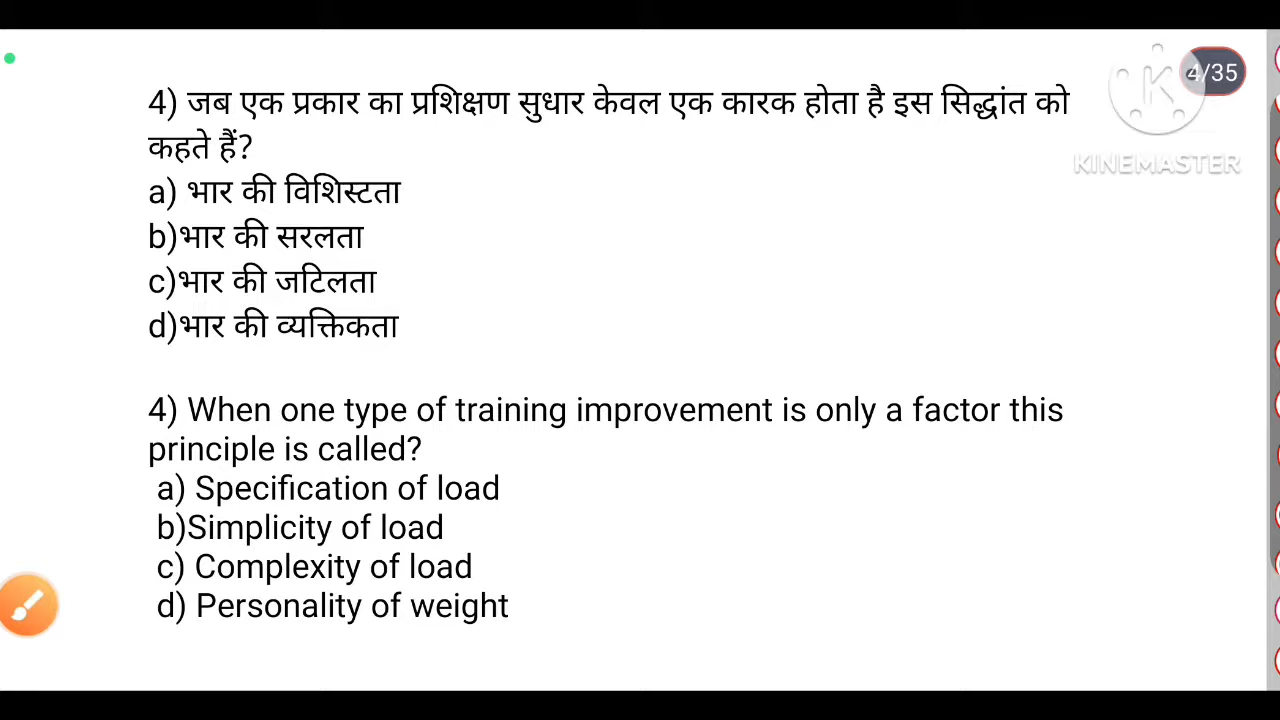 4/35
KINEMASTER
4) जब एक प्रकार का प्रशिक्षण सुधार केवल एक कारक होता है इस सिद्धांत को
कहते हैं?
a) भार की विशिस्टता
b)भार की सरलता
c)भार की जटिलता
d)भार की व्यक्तिकता
4) When one type of training improvement is only a factor this
principle is called?
a) Specification of load
b)Simplicity of load
c) Complexity of load
d) Personality of weight